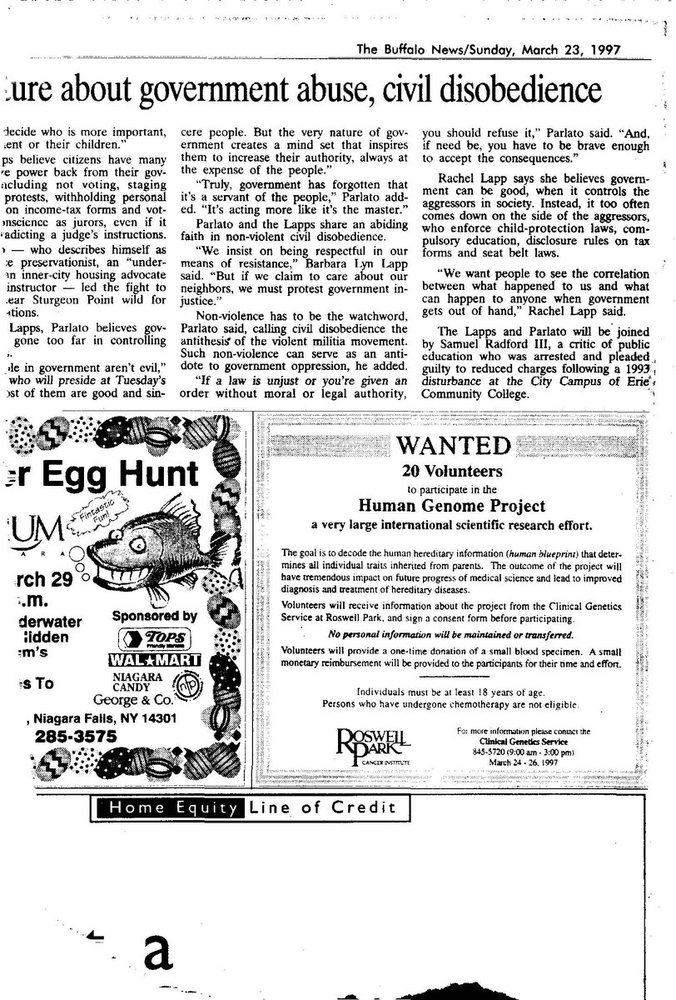 The Buffalo News/Sunday, March 23, 1997
ure about government abuse, civil disobedience
decide who is more important,
ent or their children."
ps believe citizens have many
e power back from their gov-
ncluding not voting, staging
protests, withholding personal
on income-tax forms and vot-
onscience as jurors, even if it
radicting a judge's instructions.
— who describes himself as
e preservationist, an "under-
an inner-city housing advocate
instructor — led the fight to
ear Sturgeon Point wild for
tions.
Lapps, Parlato believes gov-
gone too far in controlling
le in government aren't evil,"
who will preside at Tuesday's
ost of them are good and sin-
cere people. But the very nature of gov-
ernment creates a mind set that inspires
them to increase their authority, always at
the expense of the people."
"Truly, government has forgotten that
it's a servant of the people," Parlato add-
ed. "It's acting more like it's the master."
Parlato and the Lapps share an abiding
faith in non-violent civil disobedience.
"We insist on being respectful in our
means of resistance," Barbara Lyn Lapp
said. "But if we claim to care about our
neighbors, we must protest government in-
justice."
Non-violence has to be the watchword,
Parlato said, calling civil disobedience the
antithesis of the violent militia movement.
Such non-violence can serve as an anti-
dote to government oppression, he added.
"If a law is unjust or you're given an
order without moral or legal authority,
you should refuse it," Parlato said. "And,
if need be, you have to be brave enough
to accept the consequences."
Rachel Lapp says she believes govern-
ment can be good, when it controls the
aggressors in society. Instead, it too often
comes down on the side of the aggressors,
who enforce child-protection laws, com-
pulsory education, disclosure rules on tax
forms and seat belt laws.
"We want people to see the correlation
between what happened to us and what
can happen to anyone when government
gets out of hand," Rachel Lapp said.
The Lapps and Parlato will be joined
by Samuel Radford III, a critic of public
education who was arrested and pleaded
guilty to reduced charges following a 1993
disturbance at the City Campus of Erie
Community College.
r Egg Hunt
UM
ARA
Fintastic
Fun!
rch 29
.m.
derwater
idden
m's
s To
Sponsored by
TOPS
Friendly Markets
WAL★MART
NIAGARA
CANDY
George & Co.
np
, Niagara Falls, NY 14301
285-3575
WANTED
20 Volunteers
to participate in the
Human Genome Project
a very large international scientific research effort.
The goal is to decode the human hereditary information (human blueprint) that deter-
mines all individual traits inherited from parents. The outcome of the project will
have tremendous impact on future progress of medical science and lead to improved
diagnosis and treatment of hereditary diseases.
Volunteers will receive information about the project from the Clinical Genetics
Service at Roswell Park, and sign a consent form before participating.
No personal information will be maintained or transferred.
Volunteers will provide a one-time donation of a small blood specimen. A small
monetary reimbursement will be provided to the participants for their time and effort.
Individuals must be at least 18 years of age.
Persons who have undergone chemotherapy are not eligible.
ROSWELL
PARK
CANCER INSTITUTE
For more information please contact the
Clinical Genetics Service
845-5720 (9:00 am - 3:00 pm)
March 24 - 26, 1997
Home Equity Line of Credit
a